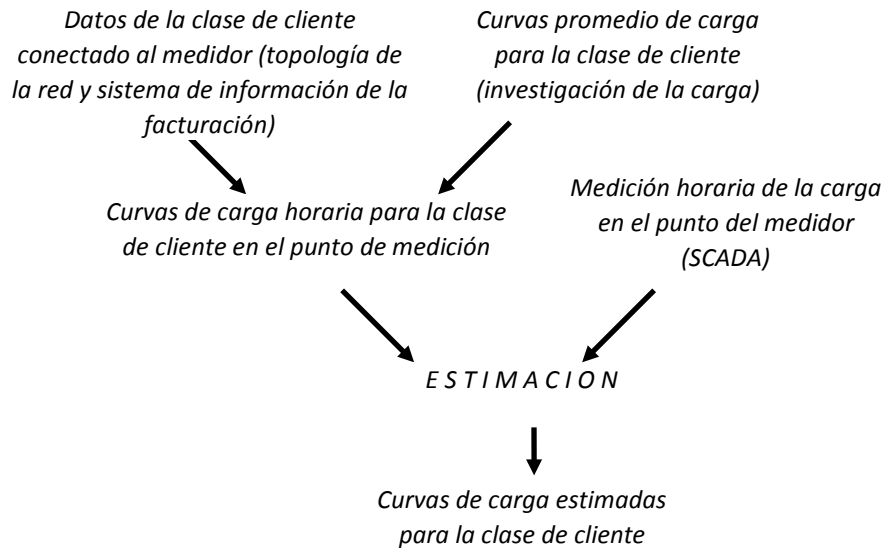 Datos de la clase de cliente
conectado al medidor (topología de
la red y sistema de información de la
facturación)
Curvas promedio de carga
para la clase de cliente
(investigación de la carga)
Curvas de carga horaria para la clase
de cliente en el punto de medición
Medición horaria de la carga
en el punto del medidor
(SCADA)
E S T I M A C I O N
Curvas de carga estimadas
para la clase de cliente